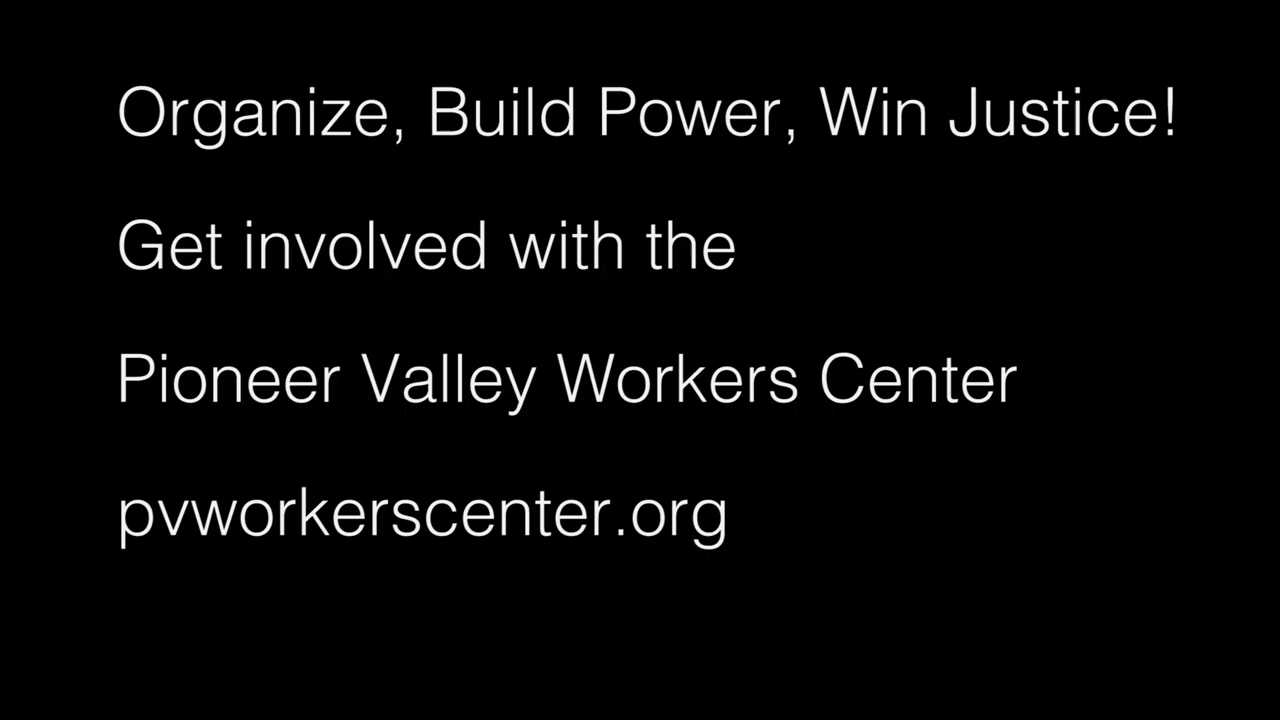 Organize, Build Power, Win Justice!
Get involved with the
Pioneer Valley Workers Center
pvworkerscenter.org